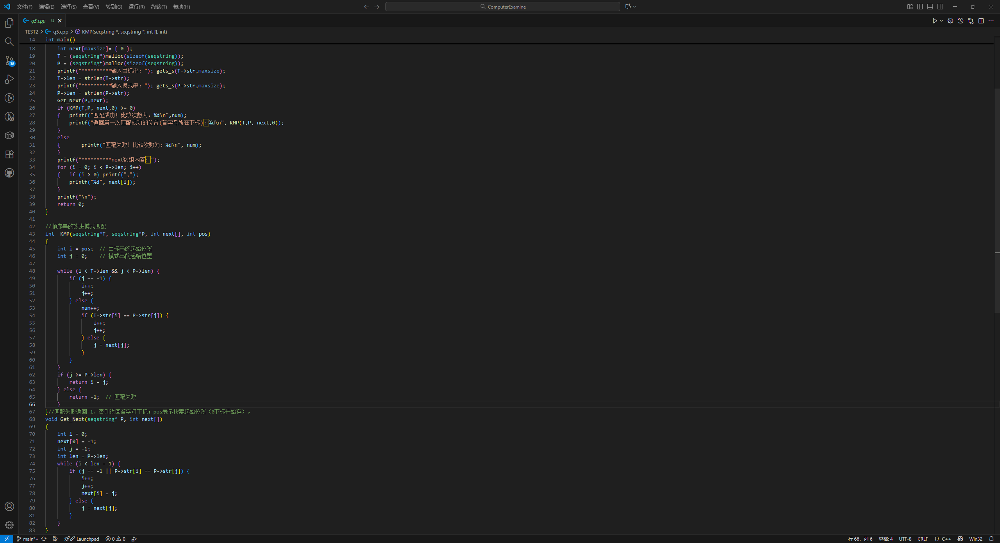 文件(F) 编辑(E) 选择(S) 查看(V) 转到(G) 运行(R) 终端(T) 帮助(H) ComputerExamine
q5.cpp U
TEST2 > q5.cpp > KMP(seqstring *, seqstring *, int [], int)
14 int main()
18 int next[maxsize]= { 0 };
19 T = (seqstring*)malloc(sizeof(seqstring));
20 P = (seqstring*)malloc(sizeof(seqstring));
21 printf("**********输入目标串："); gets_s(T->str,maxsize);
22 T->len = strlen(T->str);
23 printf("**********输入模式串："); gets_s(P->str,maxsize);
24 P->len = strlen(P->str);
25 Get_Next(P,next);
26 if (KMP(T,P, next,0) >= 0)
27 { printf("匹配成功！比较次数为：%d\n",num);
28 printf("返回第一次匹配成功的位置(首字母所在下标)：%d\n", KMP(T,P, next,0));
29 }
30 else
31 { printf("匹配失败！比较次数为：%d\n", num);
32 }
33 printf("**********next数组内容：");
34 for (i = 0; i < P->len; i++)
35 { if (i > 0) printf(",");
36 printf("%d", next[i]);
37 }
38 printf("\n");
39 return 0;
40 }
41
42 //顺序串的改进模式匹配
43 int  KMP(seqstring*T, seqstring*P, int next[], int pos)
44 {
45 int i = pos;  // 目标串的起始位置
46 int j = 0;    // 模式串的起始位置
47
48 while (i < T->len && j < P->len) {
49 if (j == -1) {
50 i++;
51 j++;
52 } else {
53 num++;
54 if (T->str[i] == P->str[j]) {
55 i++;
56 j++;
57 } else {
58 j = next[j];
59 }
60 }
61 }
62 if (j >= P->len) {
63 return i - j;
64 } else {
65 return -1;  // 匹配失败
66 }
67 }//匹配失败返回-1，否则返回首字母下标；pos表示搜索起始位置（0下标开始存）。
68 void Get_Next(seqstring* P, int next[])
69 {
70 int i = 0;
71 next[0] = -1;
72 int j = -1;
73 int len = P->len;
74 while (i < len - 1) {
75 if (j == -1 || P->str[i] == P->str[j]) {
76 i++;
77 j++;
78 next[i] = j;
79 } else {
80 j = next[j];
81 }
82 }
83 }
38
main*+ Launchpad 0 0 行 66，列 6 空格: 4 UTF-8 CRLF {} C++ Win32